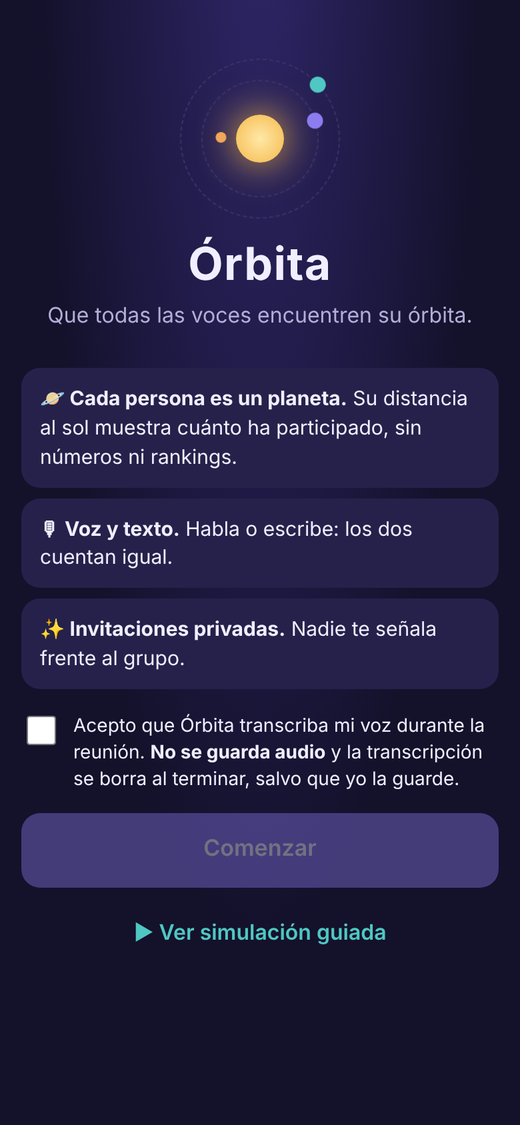 Órbita
Que todas las voces encuentren su órbita.
🪐 Cada persona es un planeta. Su distancia
al sol muestra cuánto ha participado, sin
números ni rankings.
🎙 Voz y texto. Habla o escribe: los dos
cuentan igual.
✨ Invitaciones privadas. Nadie te señala
frente al grupo.
Acepto que Órbita transcriba mi voz durante la
reunión. No se guarda audio y la transcripción
se borra al terminar, salvo que yo la guarde.
Comenzar
▶ Ver simulación guiada